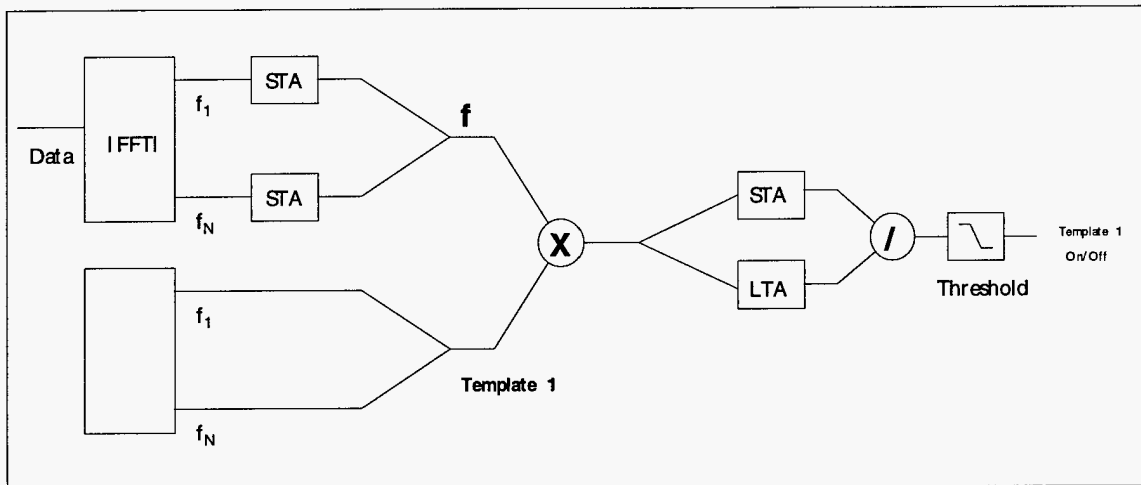 STA
f1
f
Data
|FFT|
STA
fN
STA
X
/
Template 1
On/Off
LTA
Threshold
f1
Template 1
fN